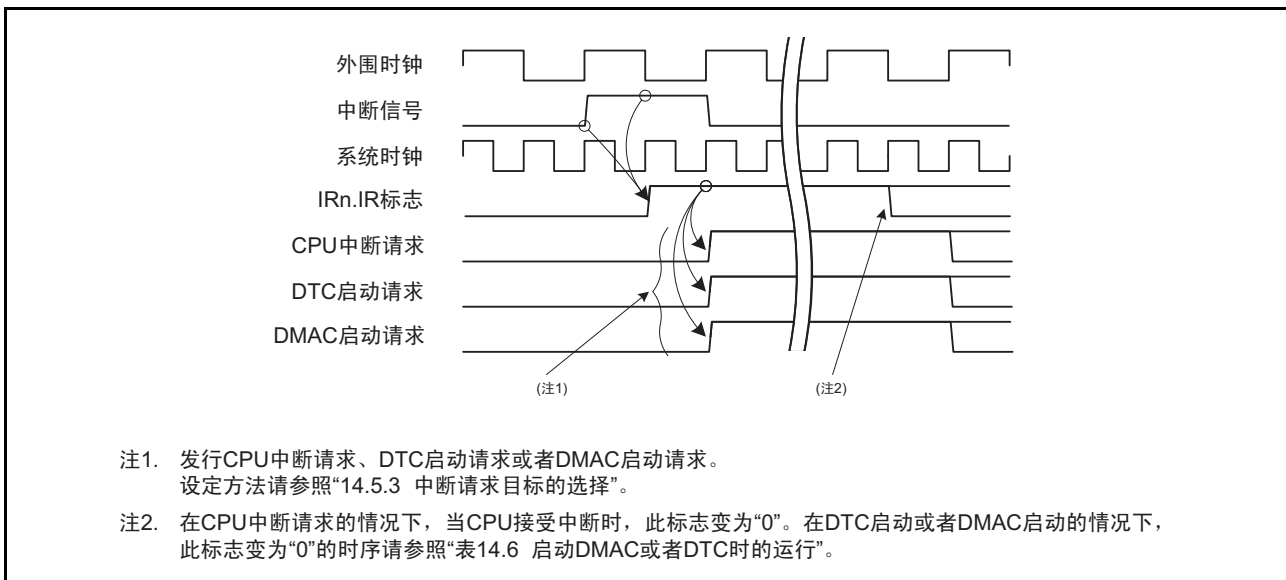 外围时钟
中断信号
系统时钟
IRn.IR标志
CPU中断请求
DTC启动请求
DMAC启动请求
(注1)
(注2)
注1. 发行CPU中断请求、DTC启动请求或者DMAC启动请求。
设定方法请参照“14.5.3 中断请求目标的选择”。
注2. 在CPU中断请求的情况下，当CPU接受中断时，此标志变为“0”。在DTC启动或者DMAC启动的情况下，
此标志变为“0”的时序请参照“表14.6 启动DMAC或者DTC时的运行”。